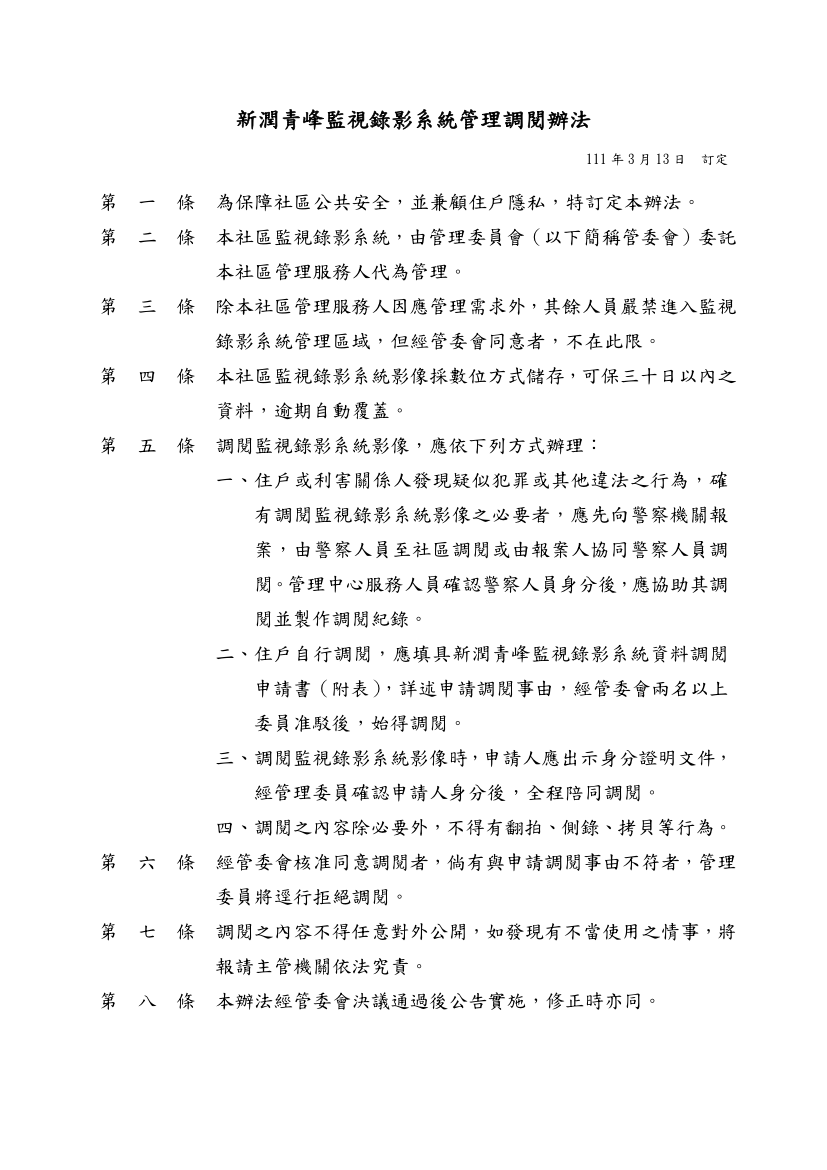 新潤青峰監視錄影系統管理調閱辦法
111 年 3 月 13 日　訂定
第 一 條 為保障社區公共安全，並兼顧住戶隱私，特訂定本辦法。
第 二 條 本社區監視錄影系統，由管理委員會（以下簡稱管委會）委託
本社區管理服務人代為管理。
第 三 條 除本社區管理服務人因應管理需求外，其餘人員嚴禁進入監視
錄影系統管理區域，但經管委會同意者，不在此限。
第 四 條 本社區監視錄影系統影像採數位方式儲存，可保三十日以內之
資料，逾期自動覆蓋。
第 五 條 調閱監視錄影系統影像，應依下列方式辦理：
一、住戶或利害關係人發現疑似犯罪或其他違法之行為，確
有調閱監視錄影系統影像之必要者，應先向警察機關報
案，由警察人員至社區調閱或由報案人協同警察人員調
閱。管理中心服務人員確認警察人員身分後，應協助其調
閱並製作調閱紀錄。
二、住戶自行調閱，應填具新潤青峰監視錄影系統資料調閱
申請書（附表），詳述申請調閱事由，經管委會兩名以上
委員准駁後，始得調閱。
三、調閱監視錄影系統影像時，申請人應出示身分證明文件，
經管理委員確認申請人身分後，全程陪同調閱。
四、調閱之內容除必要外，不得有翻拍、側錄、拷貝等行為。
第 六 條 經管委會核准同意調閱者，倘有與申請調閱事由不符者，管理
委員將逕行拒絕調閱。
第 七 條 調閱之內容不得任意對外公開，如發現有不當使用之情事，將
報請主管機關依法究責。
第 八 條 本辦法經管委會決議通過後公告實施，修正時亦同。